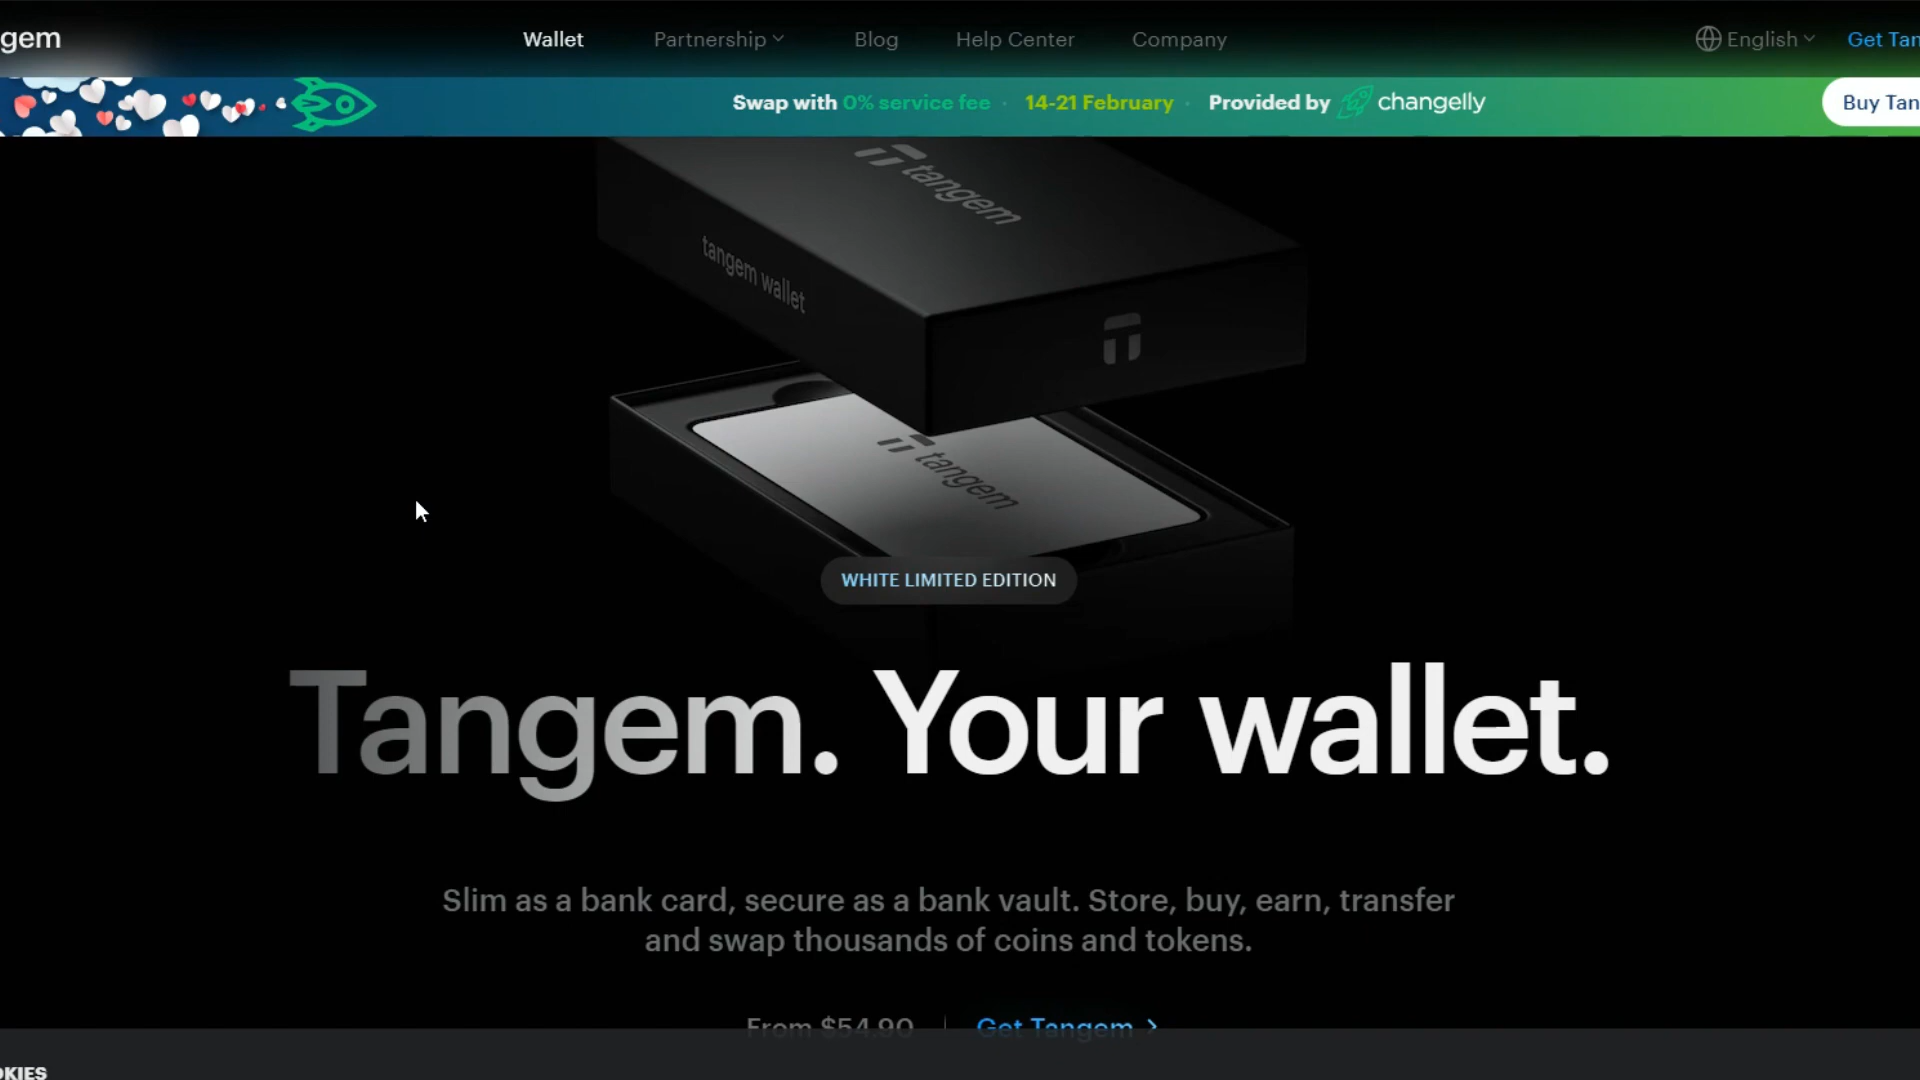 gem
Wallet
Partnership
Blog
Help Center
Company
English
Get Tan
Swap with 0% service fee · 14-21 February · Provided by changelly
Buy Tan
tangem
tangem wallet
tangem
WHITE LIMITED EDITION
Tangem. Your wallet.
Slim as a bank card, secure as a bank vault. Store, buy, earn, transfer
and swap thousands of coins and tokens.
From $54.90
Get Tangem
OKIES